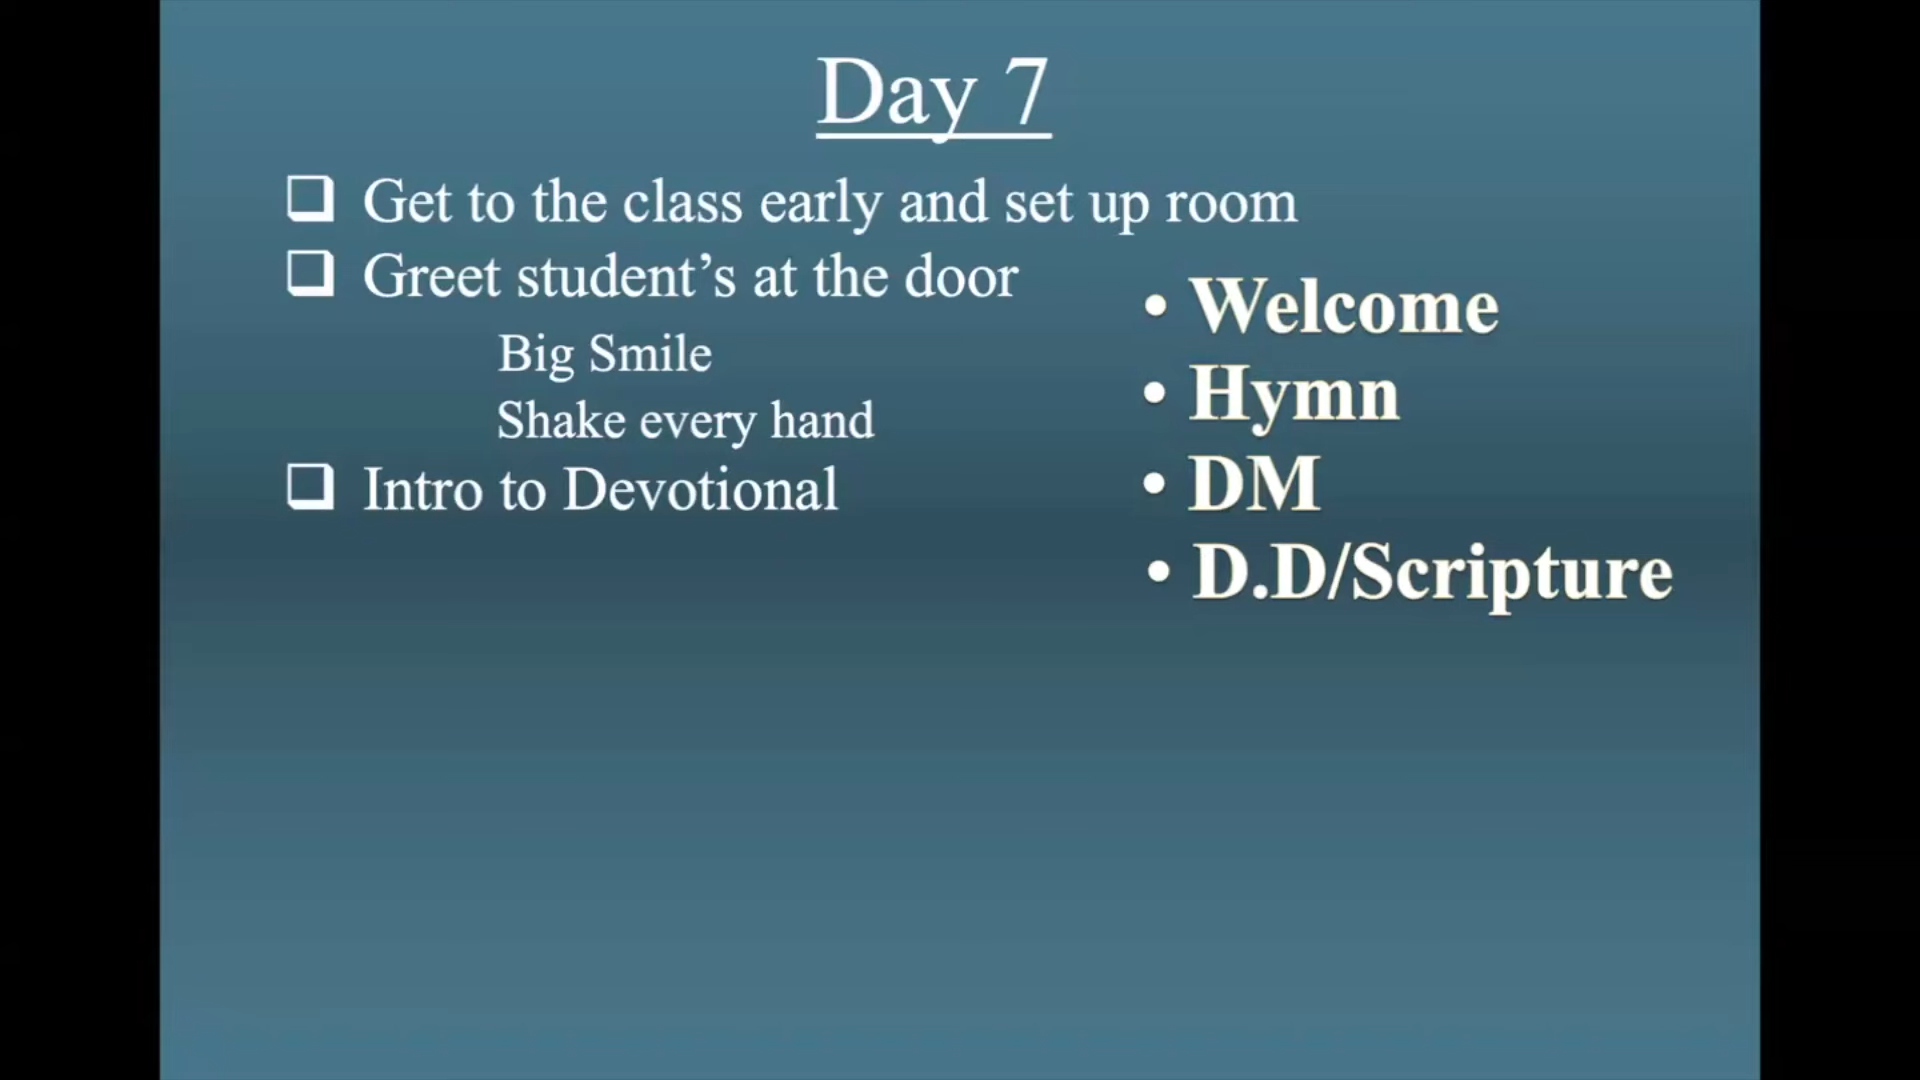 Day 7
❑ Get to the class early and set up room
❑ Greet student’s at the door
Big Smile
Shake every hand
❑ Intro to Devotional
• Welcome
• Hymn
• DM
• D.D/Scripture